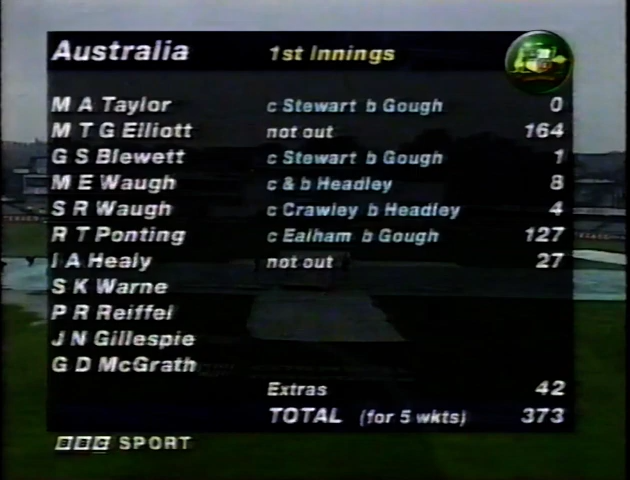 Australia 1st Innings
M A Taylor c Stewart b Gough 0
M T G Elliott not out 164
G S Blewett c Stewart b Gough 1
M E Waugh c & b Headley 8
S R Waugh c Crawley b Headley 4
R T Ponting c Ealham b Gough 127
I A Healy not out 27
S K Warne
P R Reiffel
J N Gillespie
G D McGrath
Extras 42
TOTAL (for 5 wkts) 373
BBC SPORT